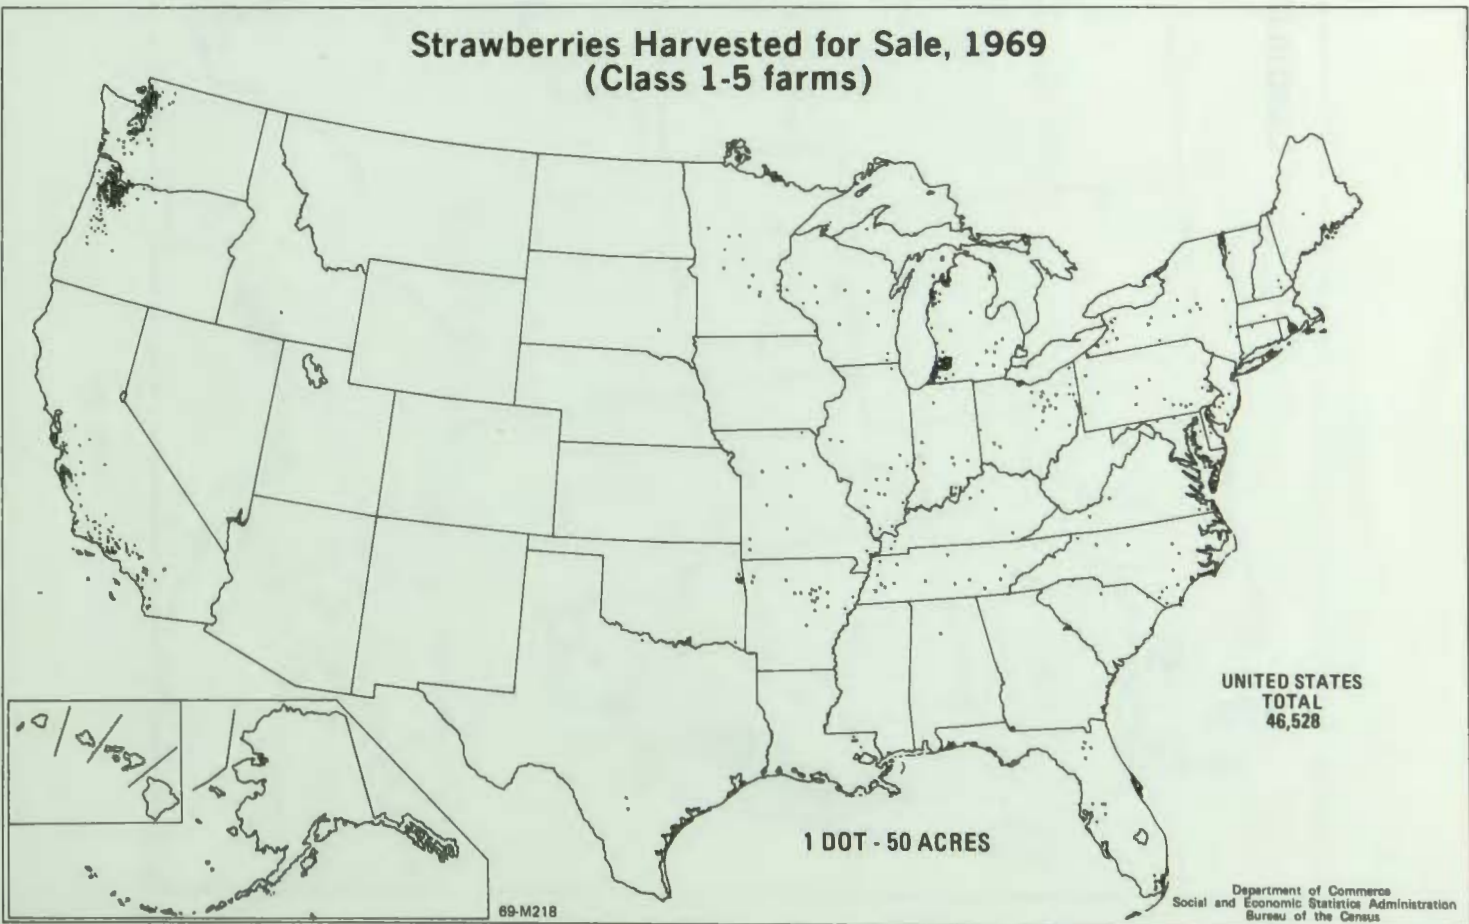 Strawberries Harvested for Sale, 1969
(Class 1-5 farms)
UNITED STATES
TOTAL
46,528
1 DOT - 50 ACRES
69-M218
Department of Commerce
Social and Economic Statistics Administration
Bureau of the Census